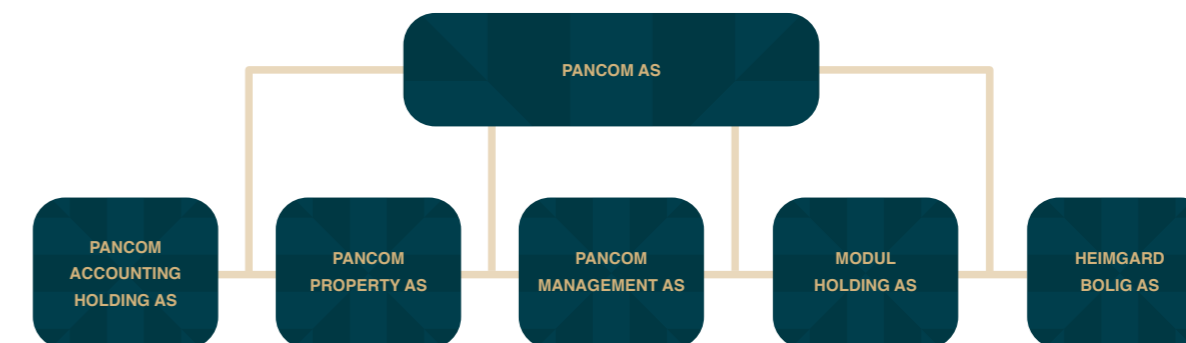 PANCOM AS
PANCOM
ACCOUNTING
HOLDING AS
PANCOM
PROPERTY AS
PANCOM
MANAGEMENT AS
MODUL
HOLDING AS
HEIMGARD
BOLIG AS